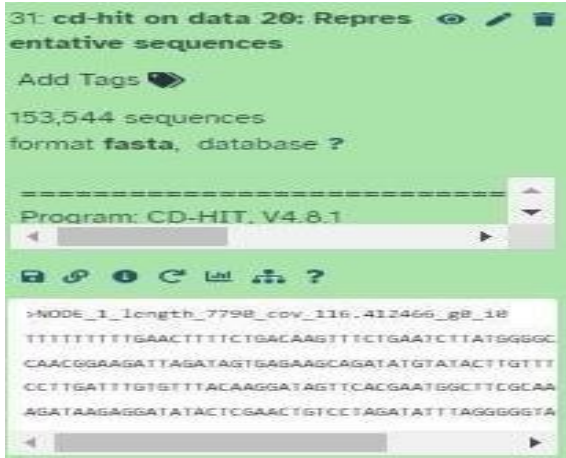 31: cd-hit on data 20: Repres
entative sequences
Add Tags
153,544 sequences
format fasta, database ?
==============================
Program: CD-HIT, V4.8.1
?
>NODE_1_length_7790_cov_116.412466_g0_i0
TTTTTTTTTGAACTTTTCTGACAAGTTTCTGAATCTTATGGGGC
CAACGGAAGATTAGATAGTGAGAAGCAGATATGTATACTTGTTT
CCTTGATTTGTGTTTACAAGGATAGTTCACGAATGGCTTCGCAA
AGATAAGAGGATATACTCGAACTGTCCTAGATATTTAGGGGGTA